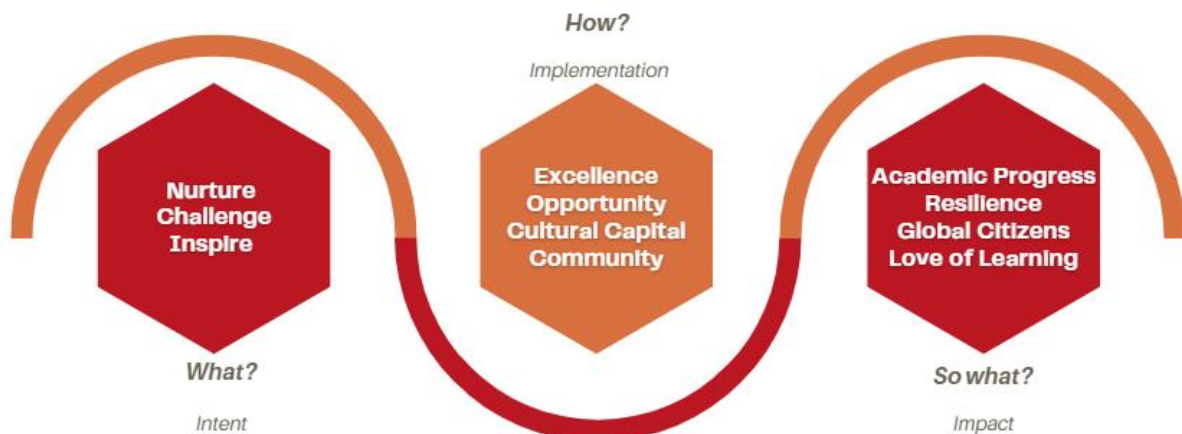 Nurture
Challenge
Inspire
What?
Intent
How?
Implementation
Excellence
Opportunity
Cultural Capital
Community
Academic Progress
Resilience
Global Citizens
Love of Learning
So what?
Impact